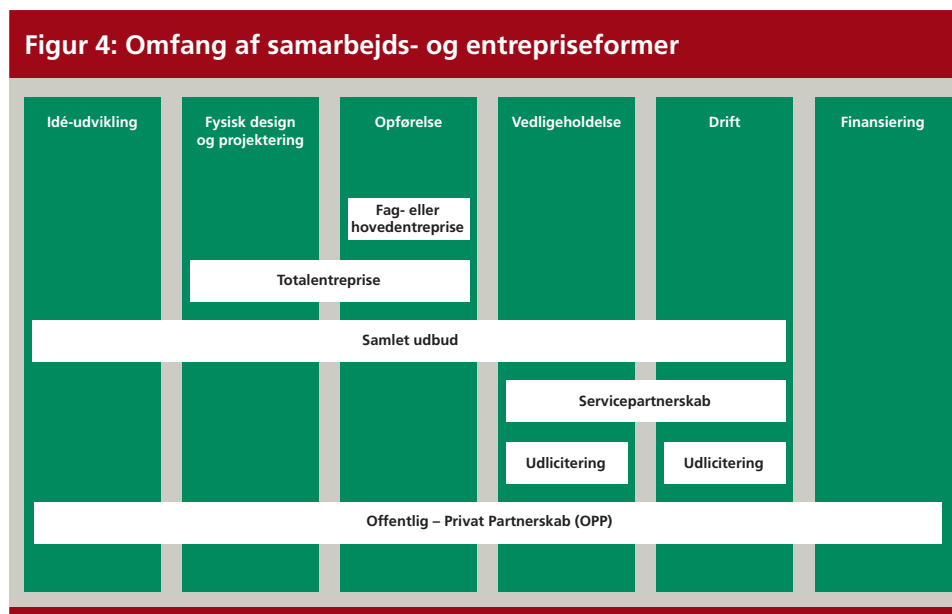 Figur 4: Omfang af samarbejds- og entrepriseformer
Idé-udvikling
Fysisk design
og projektering
Opførelse
Vedligeholdelse
Drift
Finansiering
Fag- eller
hovedentreprise
Totalentreprise
Samlet udbud
Servicepartnerskab
Udlicitering
Udlicitering
Offentlig – Privat Partnerskab (OPP)